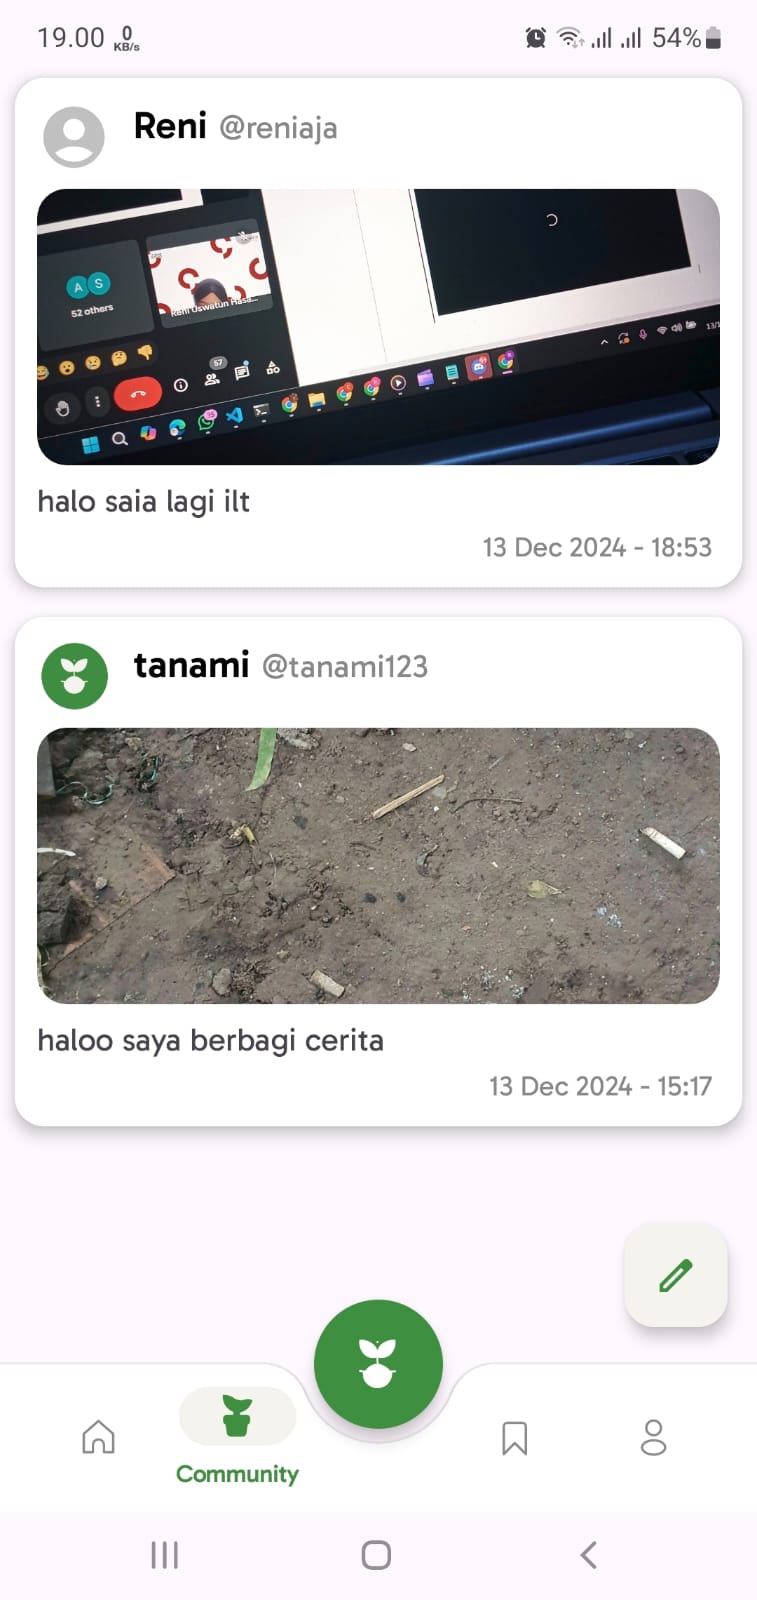 19.00 0 KB/s 54%
Reni @reniaja
A S
52 others
Reni Uswatun Hasa...
57
halo saia lagi ilt
13 Dec 2024 - 18:53
tanami @tanami123
haloo saya berbagi cerita
13 Dec 2024 - 15:17
Community